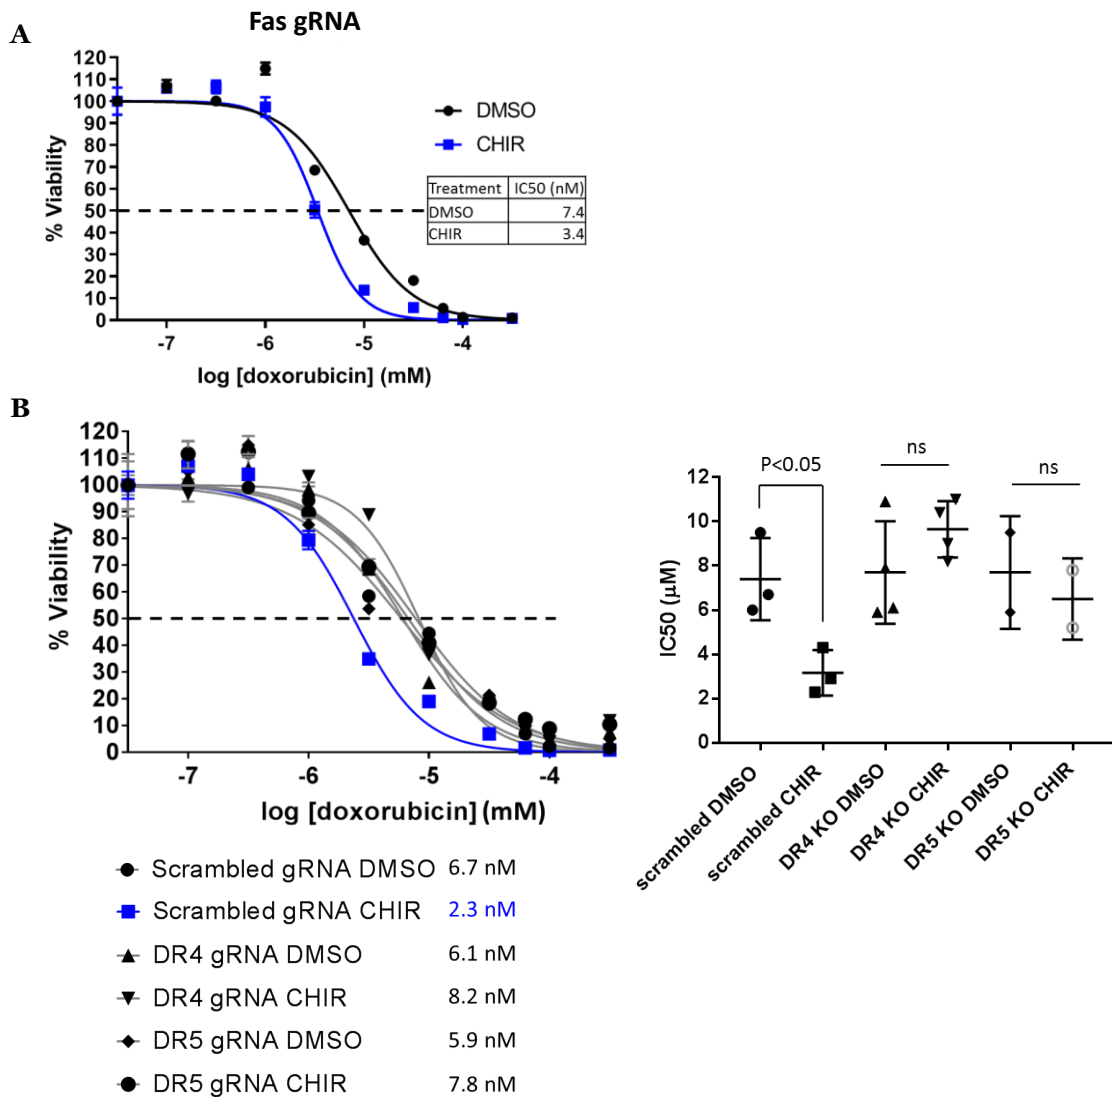 A
Fas gRNA
120
110
100
90
80
70
60
50
40
30
20
10
0
% Viability
DMSO
CHIR
Treatment IC50 (nM)
DMSO 7.4
CHIR 3.4
-7 -6 -5 -4
log [doxorubicin] (mM)
B
120
110
100
90
80
70
60
50
40
30
20
10
0
% Viability
-7 -6 -5 -4
log [doxorubicin] (mM)
Scrambled gRNA DMSO 6.7 nM
Scrambled gRNA CHIR 2.3 nM
DR4 gRNA DMSO 6.1 nM
DR4 gRNA CHIR 8.2 nM
DR5 gRNA DMSO 5.9 nM
DR5 gRNA CHIR 7.8 nM
P<0.05
ns
ns
12
10
8
6
4
2
0
IC50 (µM)
scrambled DMSO
scrambled CHIR
DR4 KO DMSO
DR4 KO CHIR
DR5 KO DMSO
DR5 KO CHIR